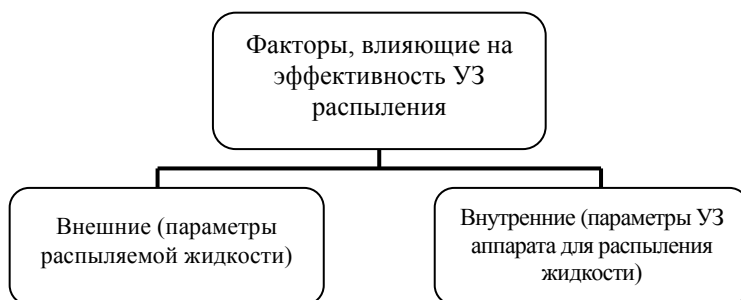 Факторы, влияющие на
эффективность УЗ
распыления
Внешние (параметры
распыляемой жидкости)
Внутренние (параметры УЗ
аппарата для распыления
жидкости)